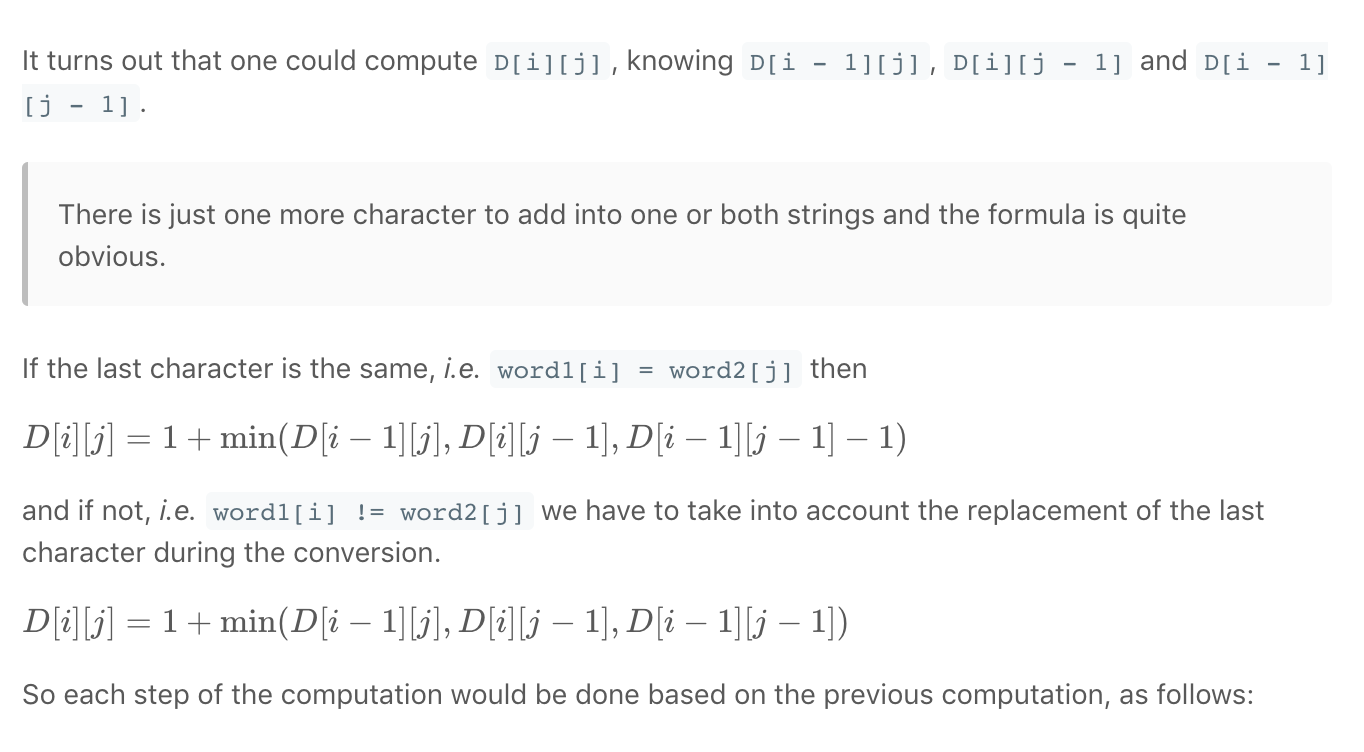 It turns out that one could compute D[i][j], knowing D[i - 1][j], D[i][j - 1] and D[i - 1]
[j - 1].
There is just one more character to add into one or both strings and the formula is quite
obvious.
If the last character is the same, i.e. word1[i] = word2[j] then
D[i][j] = 1 + min(D[i − 1][j], D[i][j − 1], D[i − 1][j − 1] − 1)
and if not, i.e. word1[i] != word2[j] we have to take into account the replacement of the last
character during the conversion.
D[i][j] = 1 + min(D[i − 1][j], D[i][j − 1], D[i − 1][j − 1])
So each step of the computation would be done based on the previous computation, as follows: